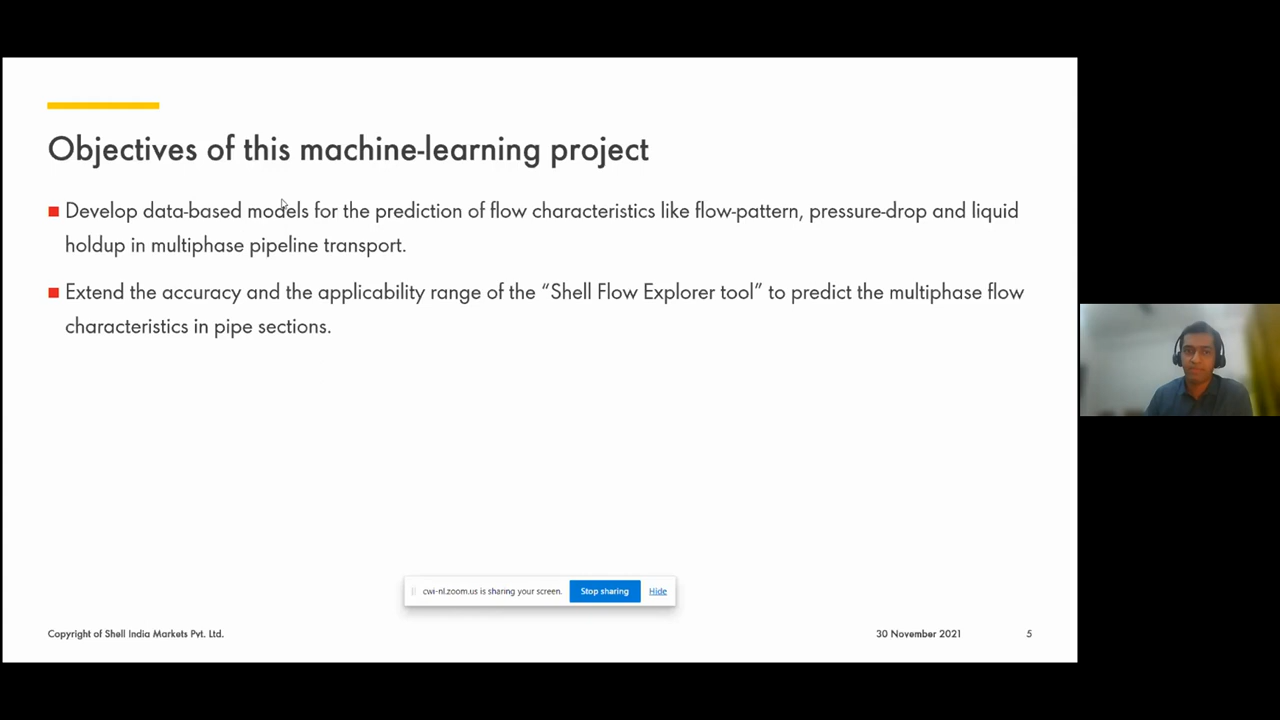 Objectives of this machine-learning project
Develop data-based models for the prediction of flow characteristics like flow-pattern, pressure-drop and liquid
holdup in multiphase pipeline transport.
Extend the accuracy and the applicability range of the “Shell Flow Explorer tool” to predict the multiphase flow
characteristics in pipe sections.
cwi-nl.zoom.us is sharing your screen. Stop sharing Hide
Copyright of Shell India Markets Pvt. Ltd. 30 November 2021 5